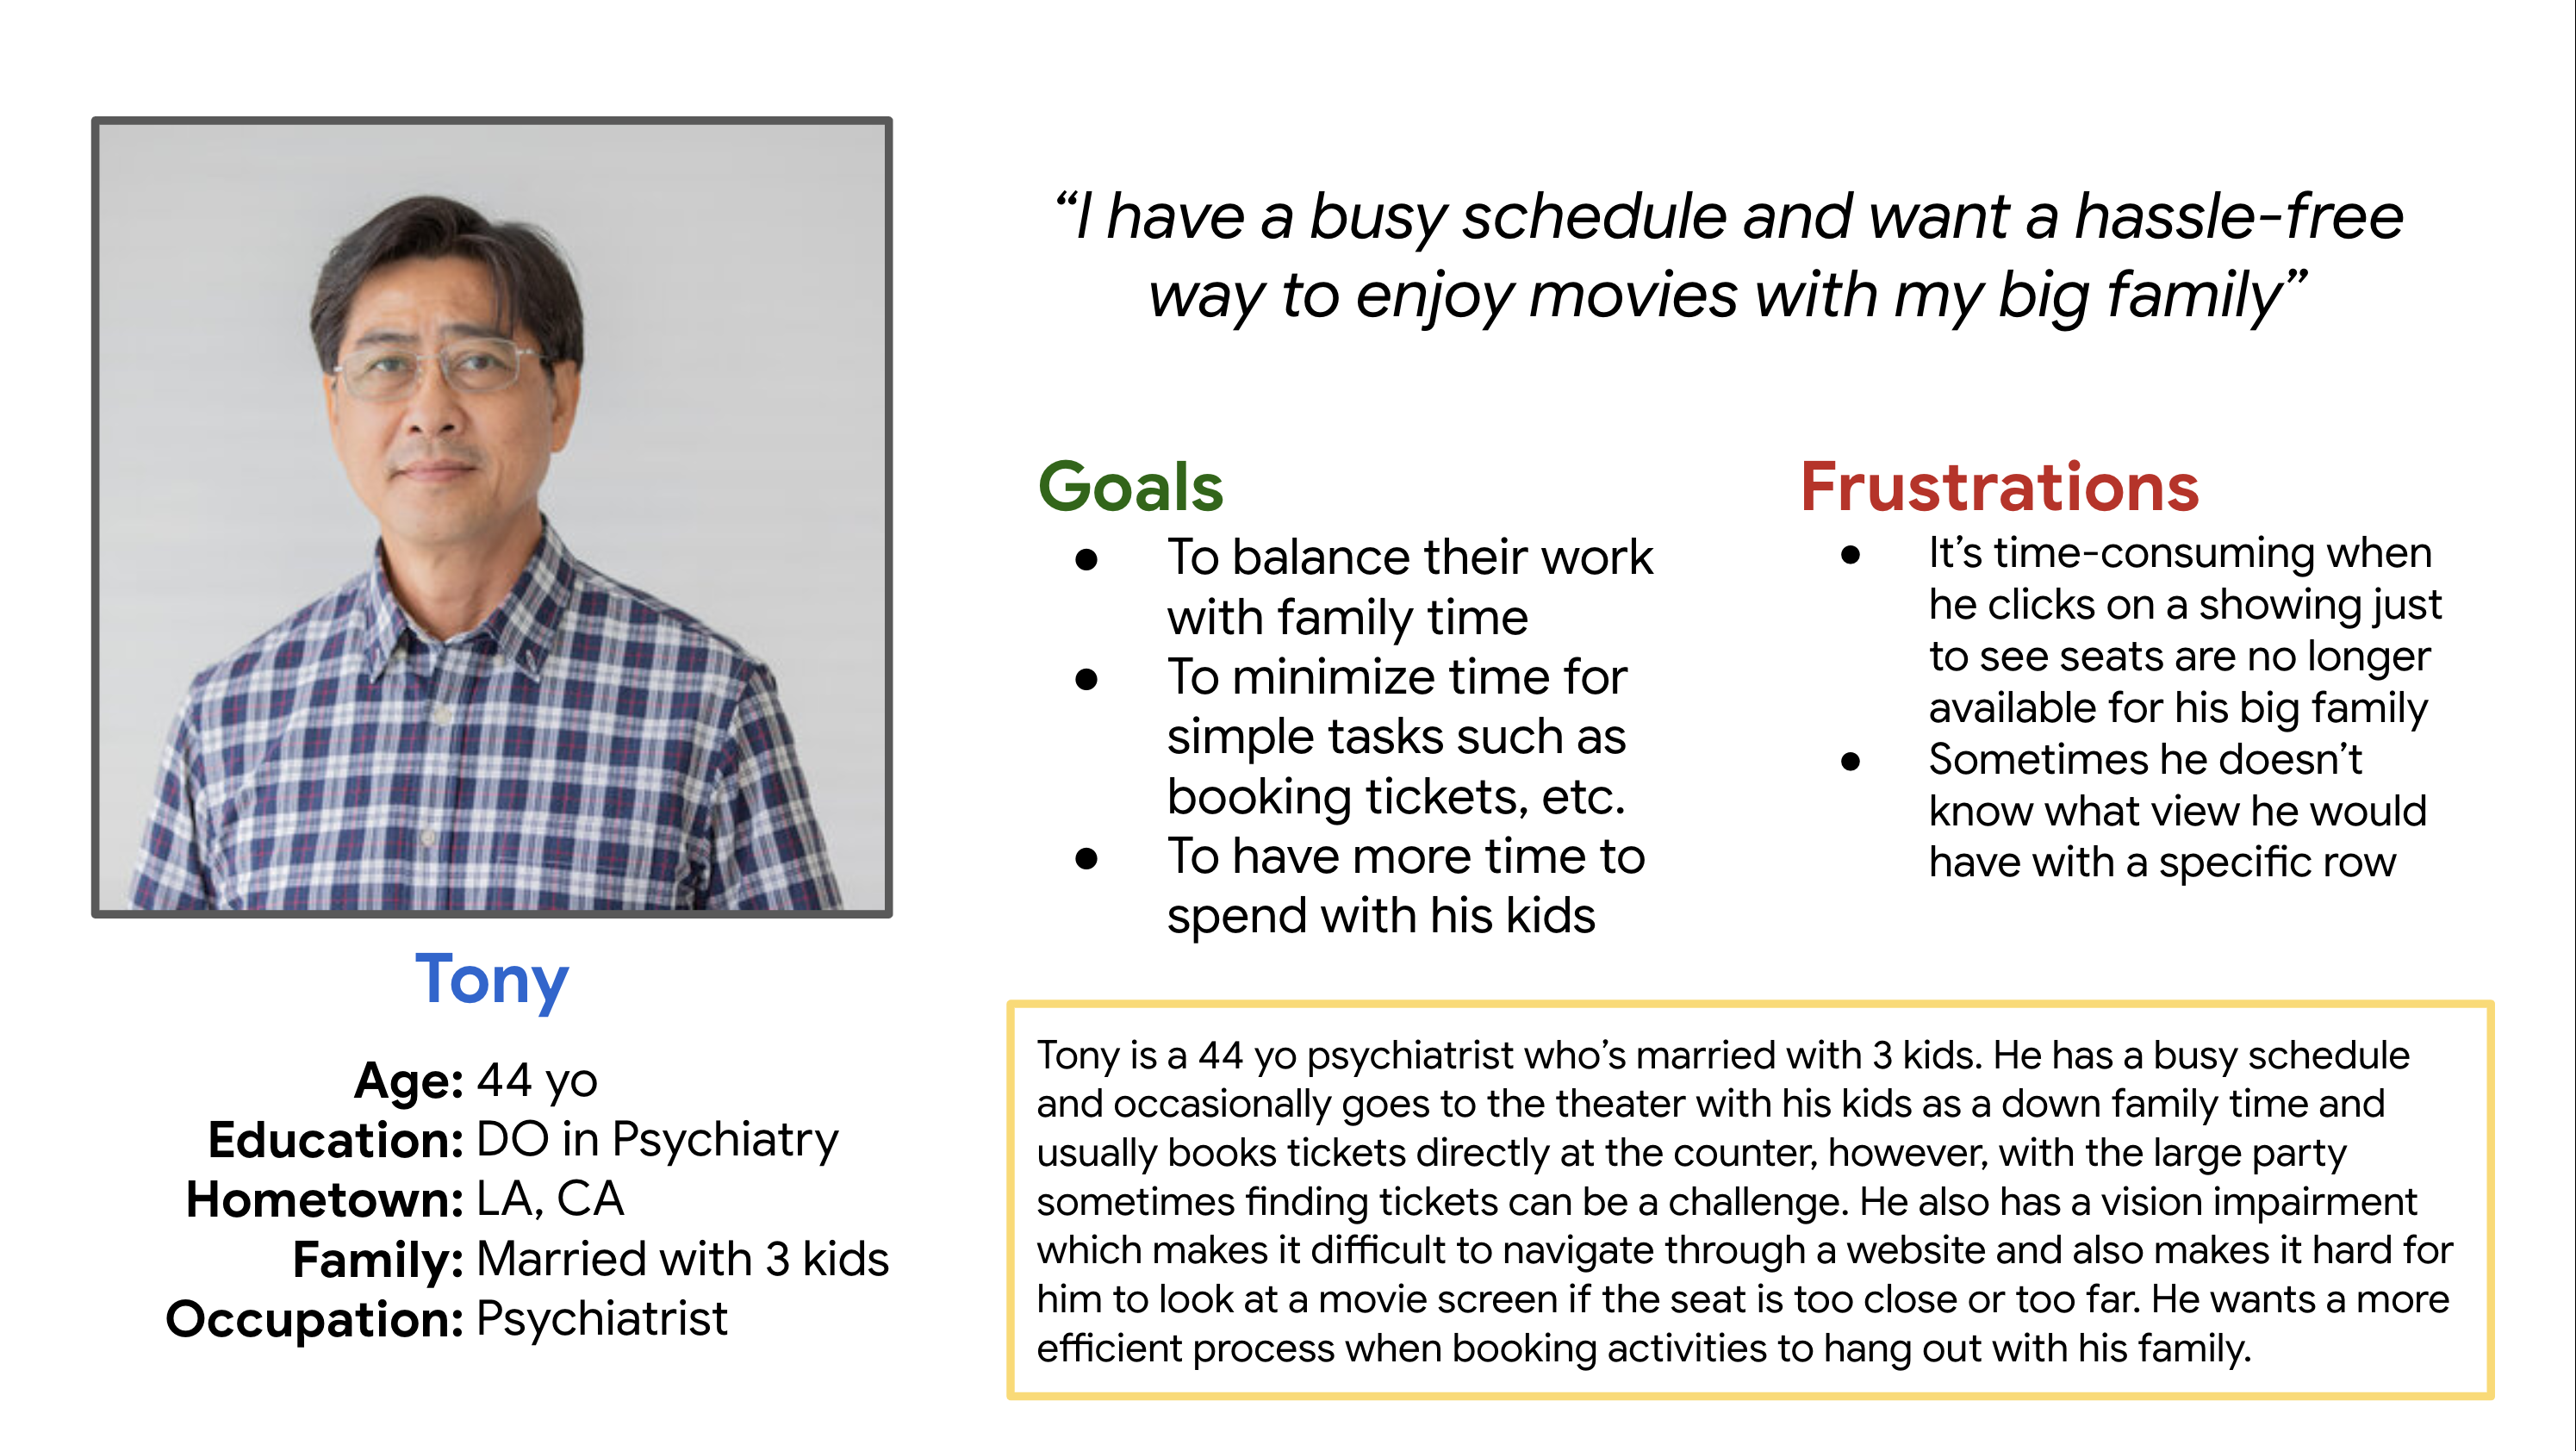 “I have a busy schedule and want a hassle-free
way to enjoy movies with my big family”
Goals
● To balance their work
with family time
● To minimize time for
simple tasks such as
booking tickets, etc.
● To have more time to
spend with his kids
Frustrations
● It’s time-consuming when
he clicks on a showing just
to see seats are no longer
available for his big family
● Sometimes he doesn’t
know what view he would
have with a specific row
Tony
Age: 44 yo
Education: DO in Psychiatry
Hometown: LA, CA
Family: Married with 3 kids
Occupation: Psychiatrist
Tony is a 44 yo psychiatrist who’s married with 3 kids. He has a busy schedule
and occasionally goes to the theater with his kids as a down family time and
usually books tickets directly at the counter, however, with the large party
sometimes finding tickets can be a challenge. He also has a vision impairment
which makes it difficult to navigate through a website and also makes it hard for
him to look at a movie screen if the seat is too close or too far. He wants a more
efficient process when booking activities to hang out with his family.